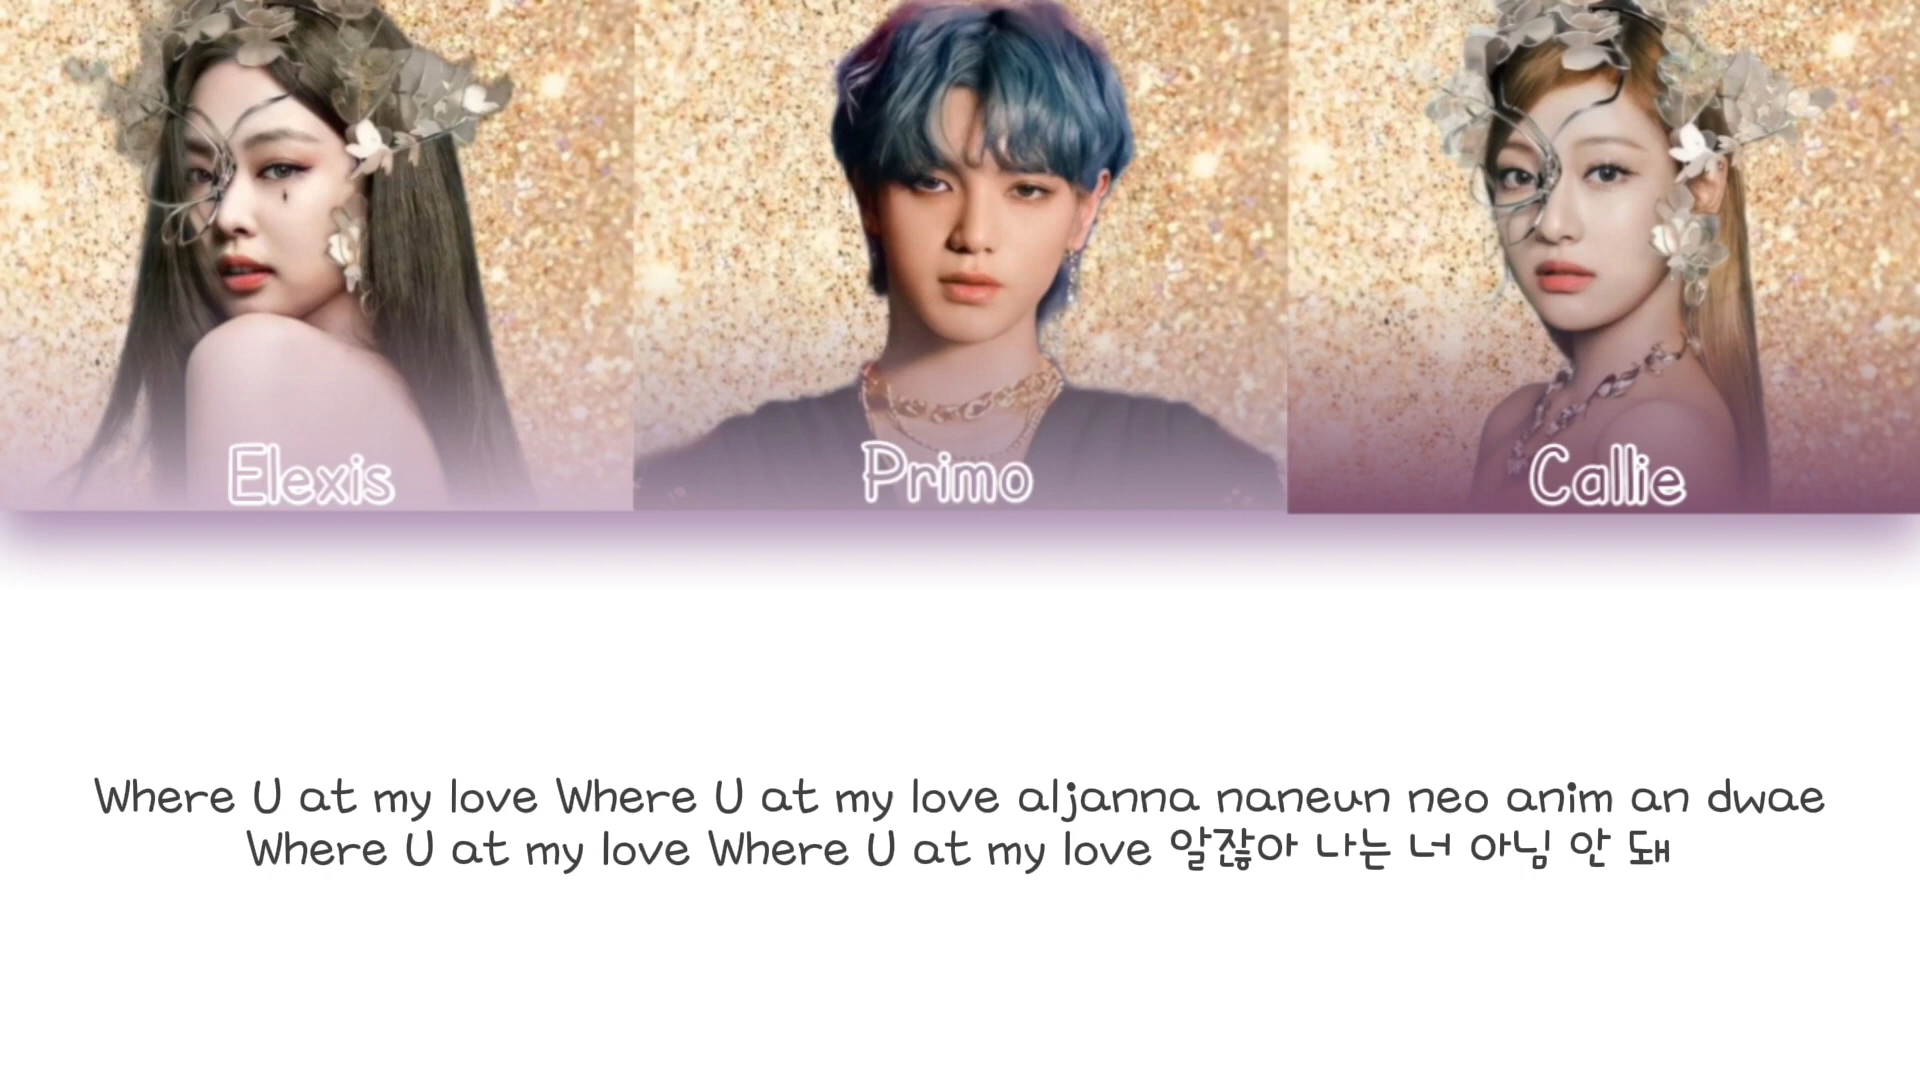 Elexis
Primo
Callie
Where U at my love Where U at my love aljanna naneun neo anim an dwae
Where U at my love Where U at my love 알잖아 나는 너 아님 안 돼